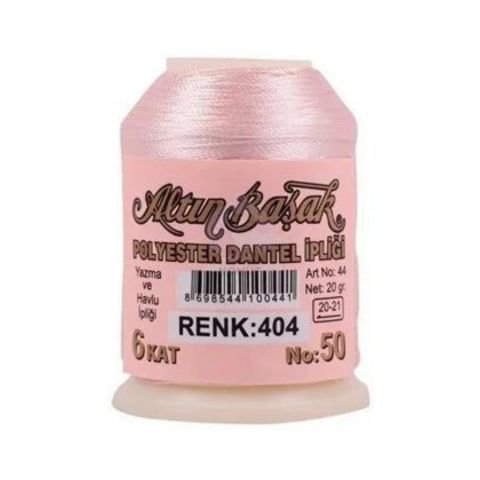 Altın Başak
POLYESTER DANTEL İPLİĞİ
Yazma
ve
Havlu
İpliği
8 698544 100441
Art No: 44
Net: 20 gr.
20-21
RENK:404
6 KAT
No:50